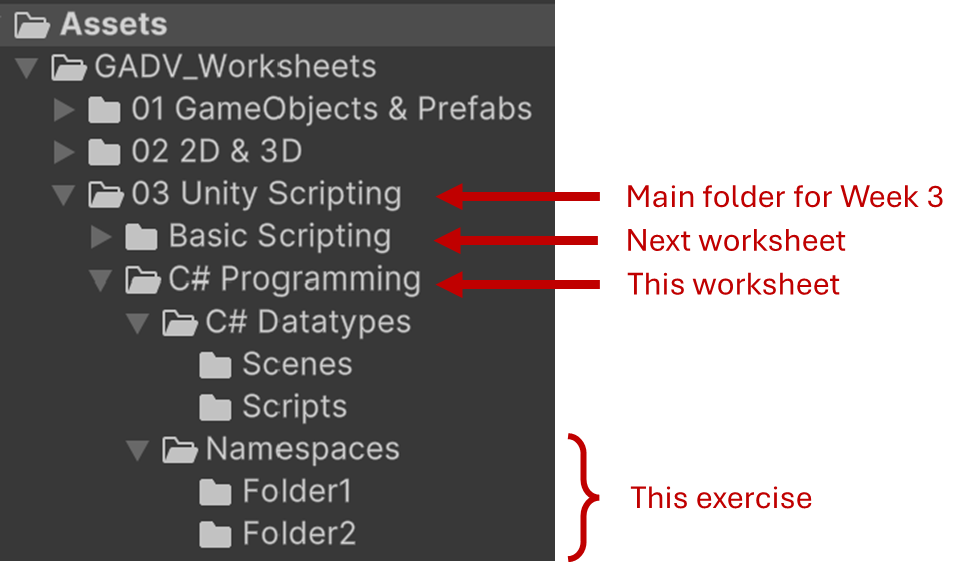 Assets
GADV_Worksheets
01 GameObjects & Prefabs
02 2D & 3D
03 Unity Scripting
Main folder for Week 3
Basic Scripting
Next worksheet
C# Programming
This worksheet
C# Datatypes
Scenes
Scripts
Namespaces
Folder1
This exercise
Folder2